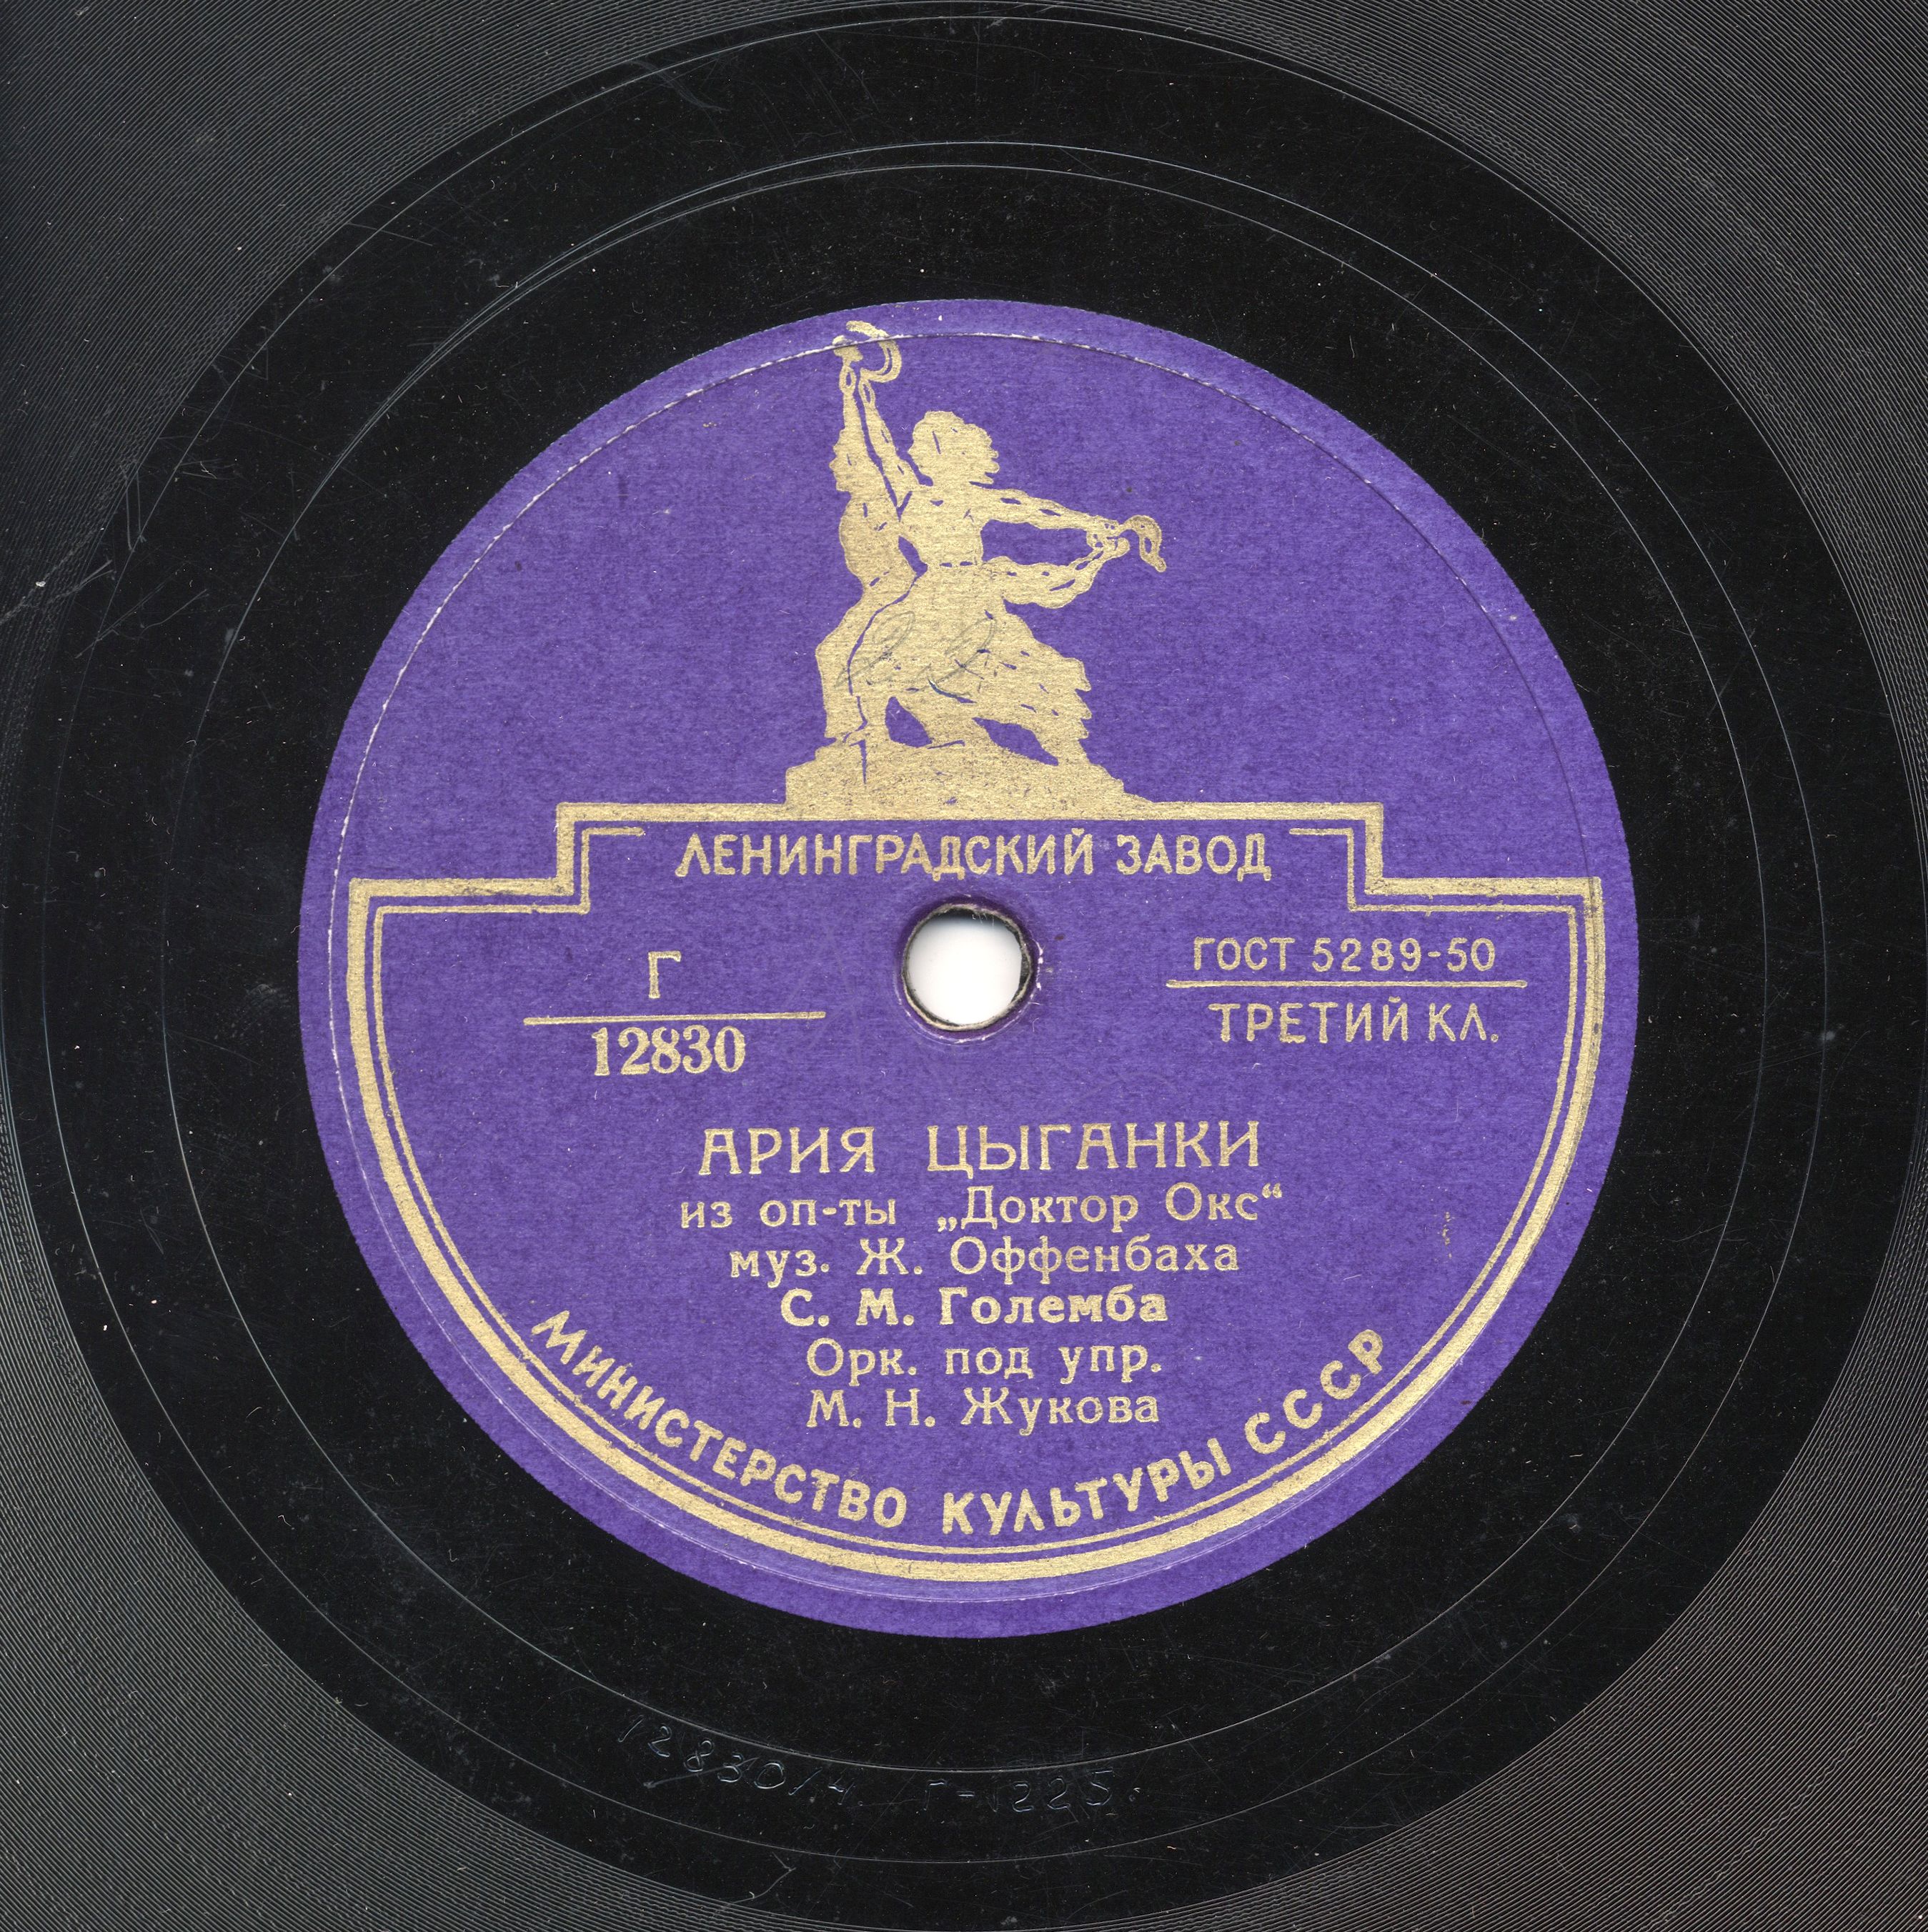 ЛЕНИНГРАДСКИЙ ЗАВОД
Г
12830
ГОСТ 5289-50
ТРЕТИЙ КЛ.
АРИЯ ЦЫГАНКИ
из оп-ты „Доктор Окс“
муз. Ж. Оффенбаха
С. М. Големба
Орк. под упр.
М. Н. Жукова
МИНИСТЕРСТВО КУЛЬТУРЫ СССР
12830/4. Г-1225.